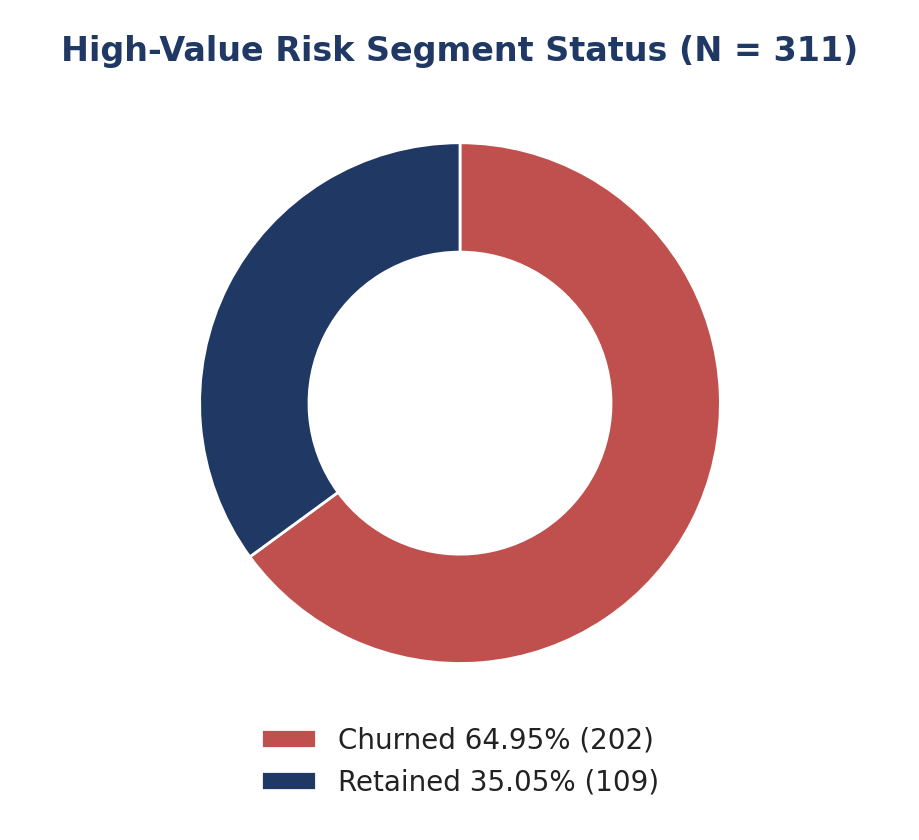 High-Value Risk Segment Status (N = 311)
Churned 64.95% (202)
Retained 35.05% (109)